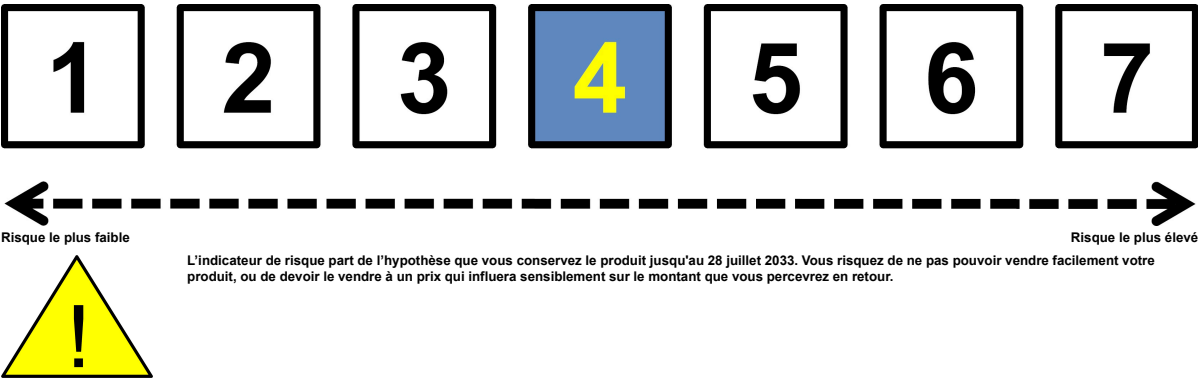 1 2 3 4 5 6 7
Risque le plus faible Risque le plus élevé
L'indicateur de risque part de l’hypothèse que vous conservez le produit jusqu'au 28 juillet 2033. Vous risquez de ne pas pouvoir vendre facilement votre
produit, ou de devoir le vendre à un prix qui influera sensiblement sur le montant que vous percevrez en retour.
!